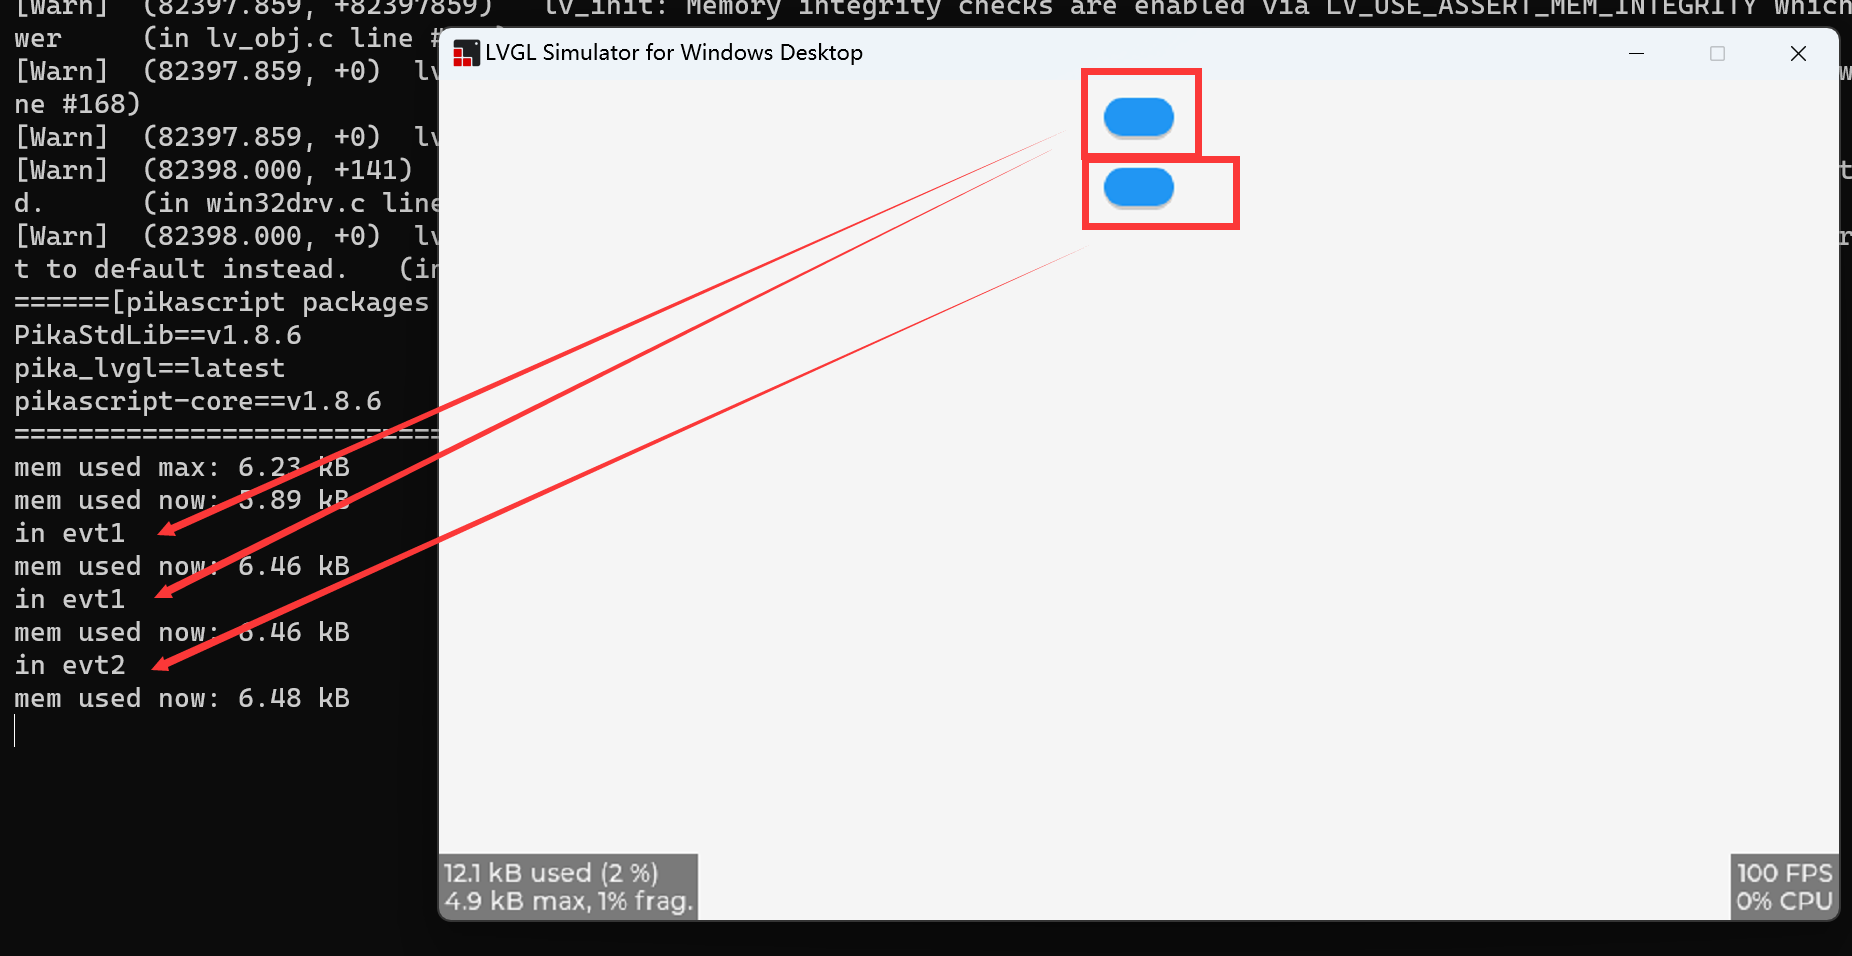 [Warn]  (82397.859, +82397859)   lv_init: Memory integrity checks are enabled via LV_USE_ASSERT_MEM_INTEGRITY which
wer     (in lv_obj.c line #
[Warn]  (82397.859, +0)  lv
ne #168)
[Warn]  (82397.859, +0)  lv
[Warn]  (82398.000, +141)
d.      (in win32drv.c line
[Warn]  (82398.000, +0)  lv
t to default instead.   (in
======[pikascript packages
PikaStdLib==v1.8.6
pika_lvgl==latest
pikascript-core==v1.8.6
===========================
mem used max: 6.23 kB
mem used now: 5.89 kB
in evt1
mem used now: 6.46 kB
in evt1
mem used now: 6.46 kB
in evt2
mem used now: 6.48 kB
LVGL Simulator for Windows Desktop
12.1 kB used (2 %)
4.9 kB max, 1% frag.
100 FPS
0% CPU